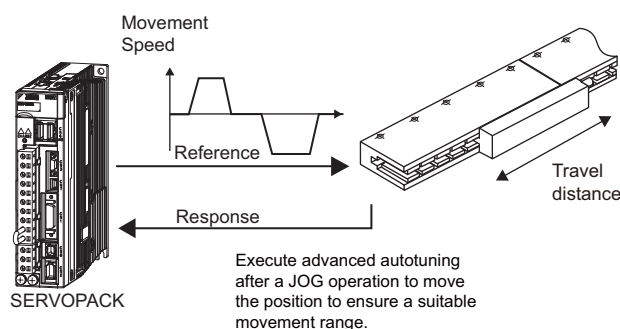 Movement
Speed
Reference
Response
Travel
distance
SERVOPACK
Execute advanced autotuning
after a JOG operation to move
the position to ensure a suitable
movement range.